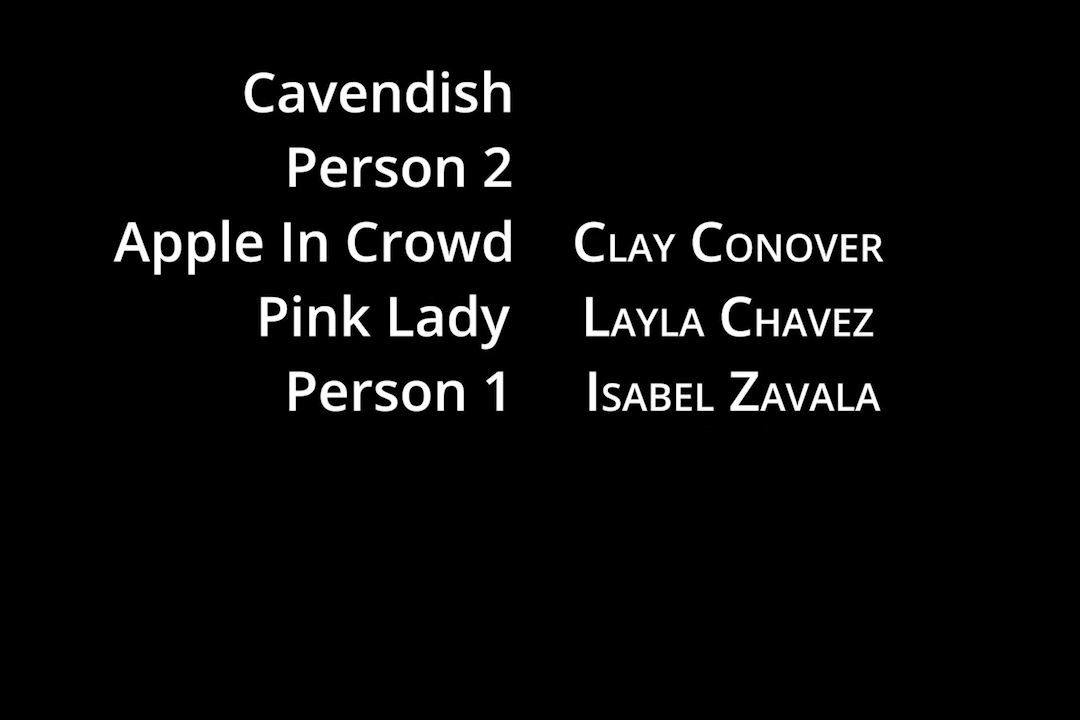 Cavendish
Person 2
Apple In Crowd Clay Conover
Pink Lady Layla Chavez
Person 1 Isabel Zavala